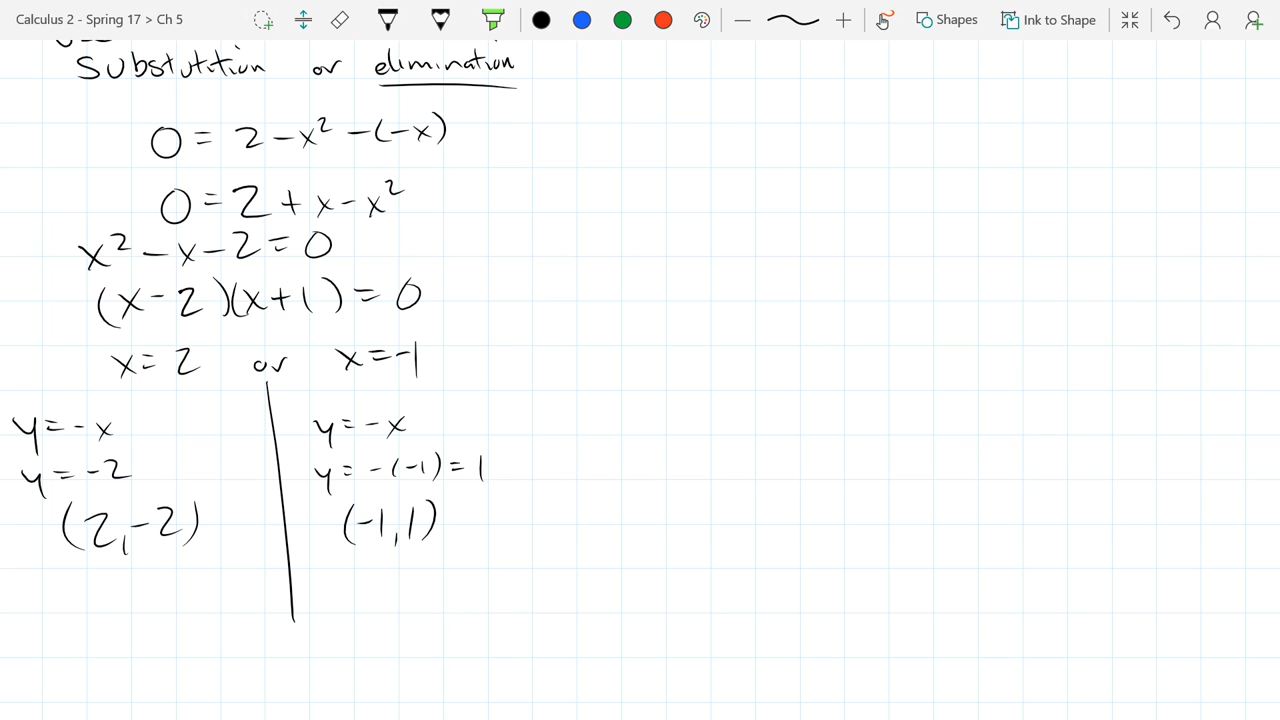 Calculus 2 - Spring 17 > Ch 5
Shapes
Ink to Shape
Substutition or elimination
0 = 2 - x² - (-x)
0 = 2 + x - x²
x² - x - 2 = 0
(x - 2)(x + 1) = 0
x = 2 or x = -1
y = -x
y = -2
(2, -2)
y = -x
y = -(-1) = 1
(-1, 1)